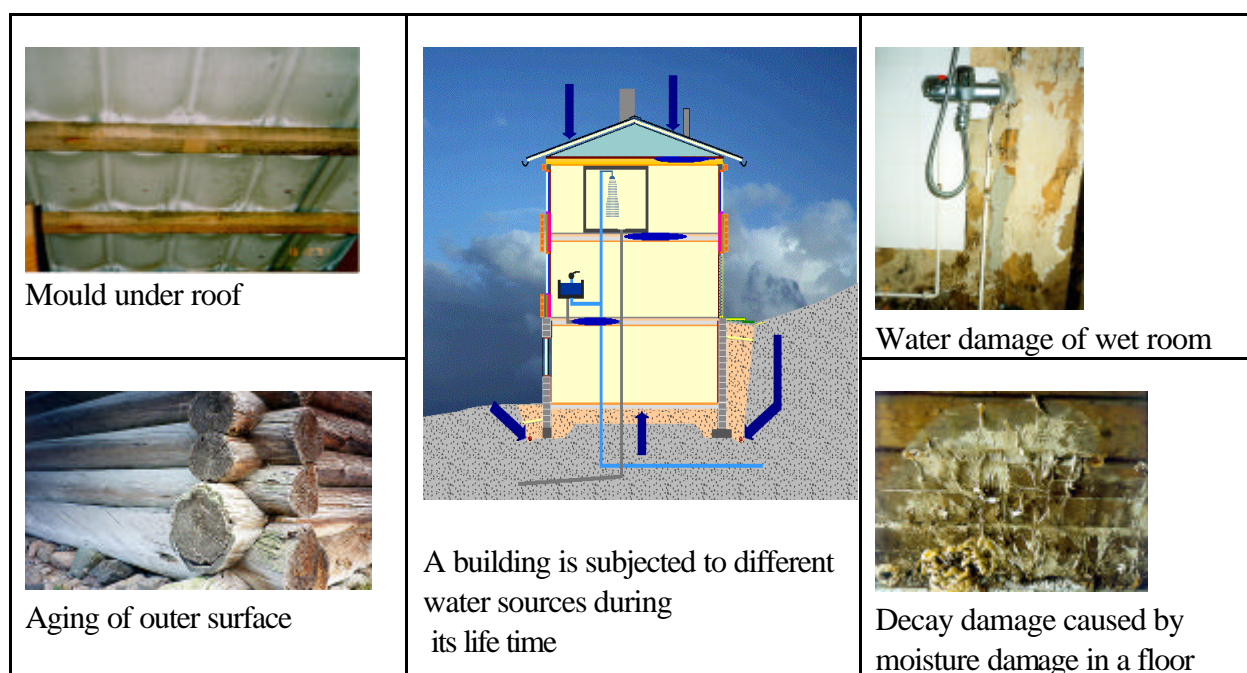 Mould under roof
Aging of outer surface
A building is subjected to different
water sources during
its life time
Water damage of wet room
Decay damage caused by
moisture damage in a floor